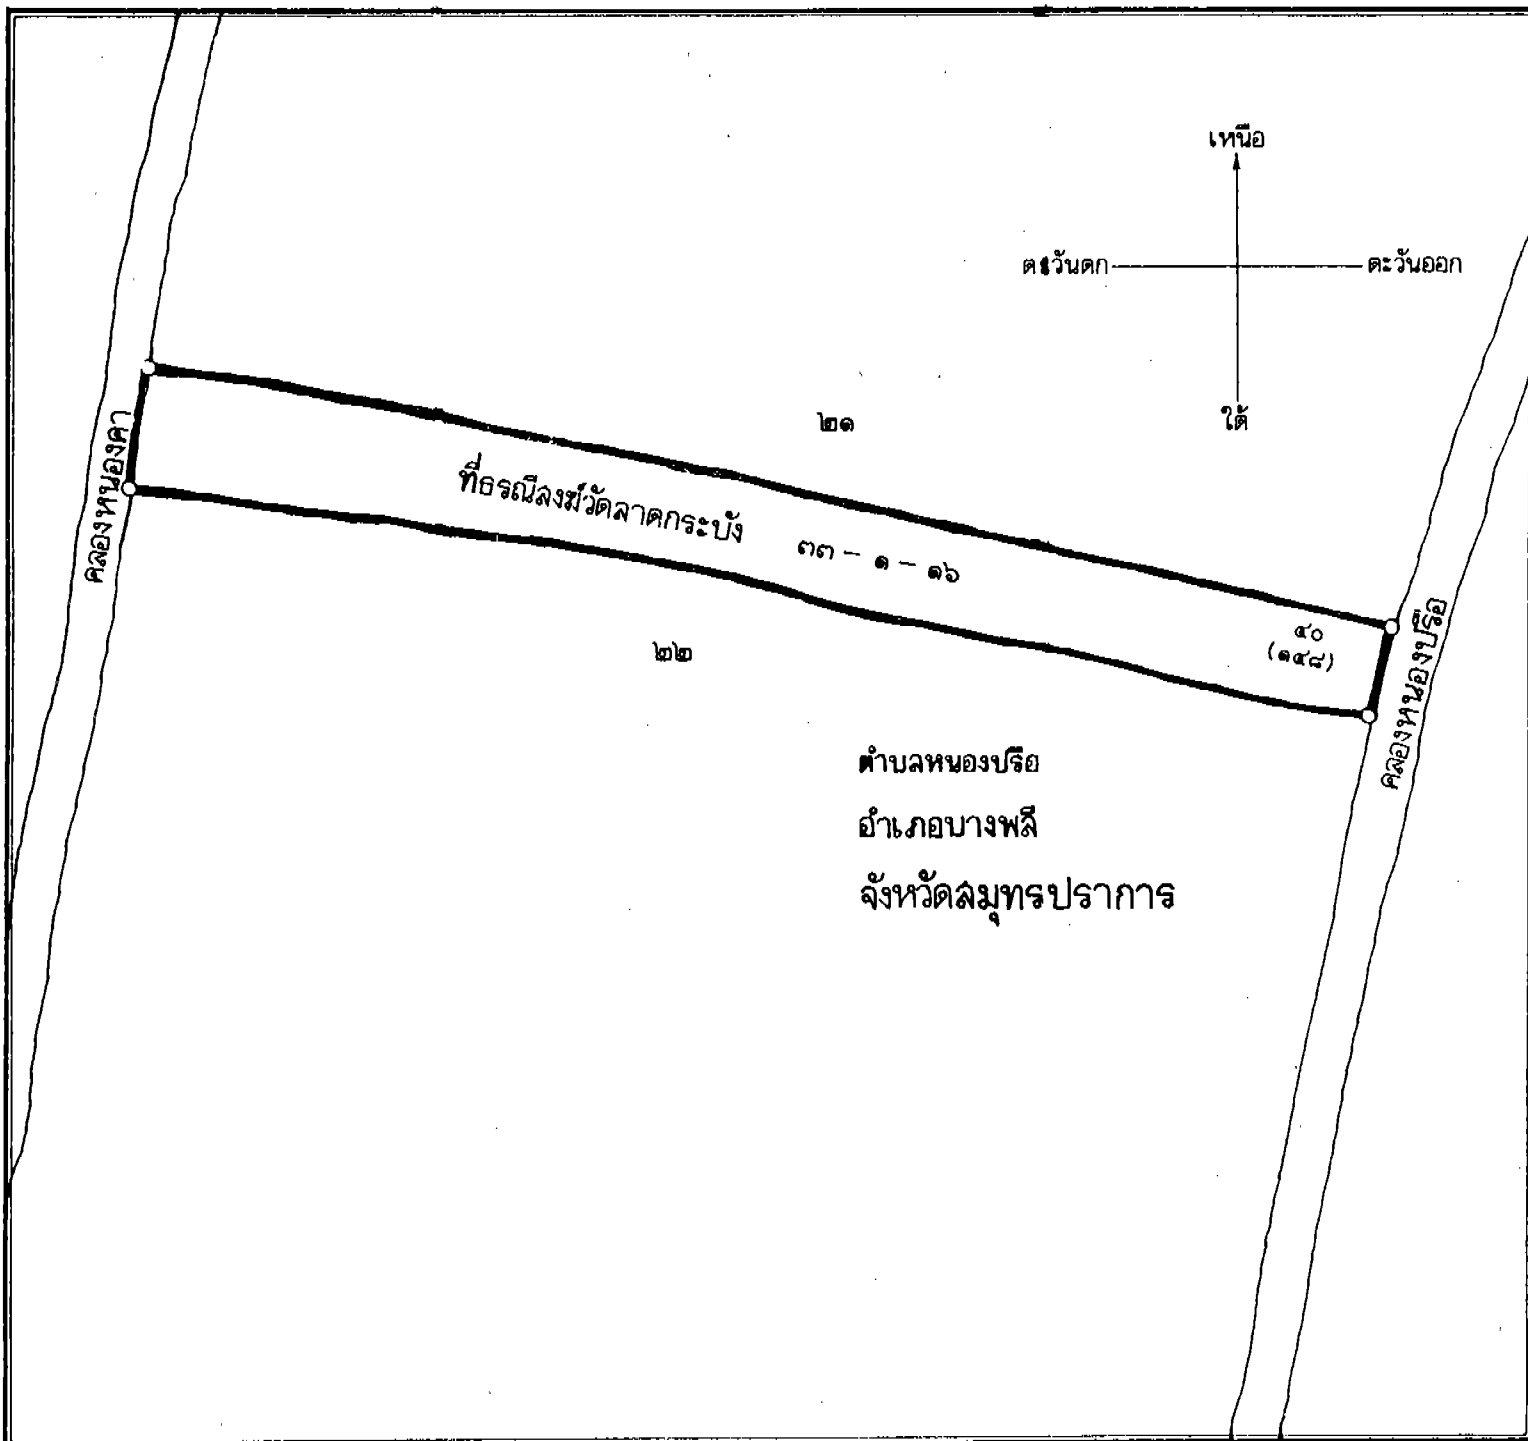 เหนือ
ตะวันตก
ตะวันออก
ใต้
๒๑
คลองหนองคา
ที่ธรณีสงฆ์วัดลาดกระบัง
๓๓ - ๑ - ๑๖
๔๐
(๑๔๘)
คลองหนองปรือ
๒๒
ตำบลหนองปรือ
อำเภอบางพลี
จังหวัดสมุทรปราการ